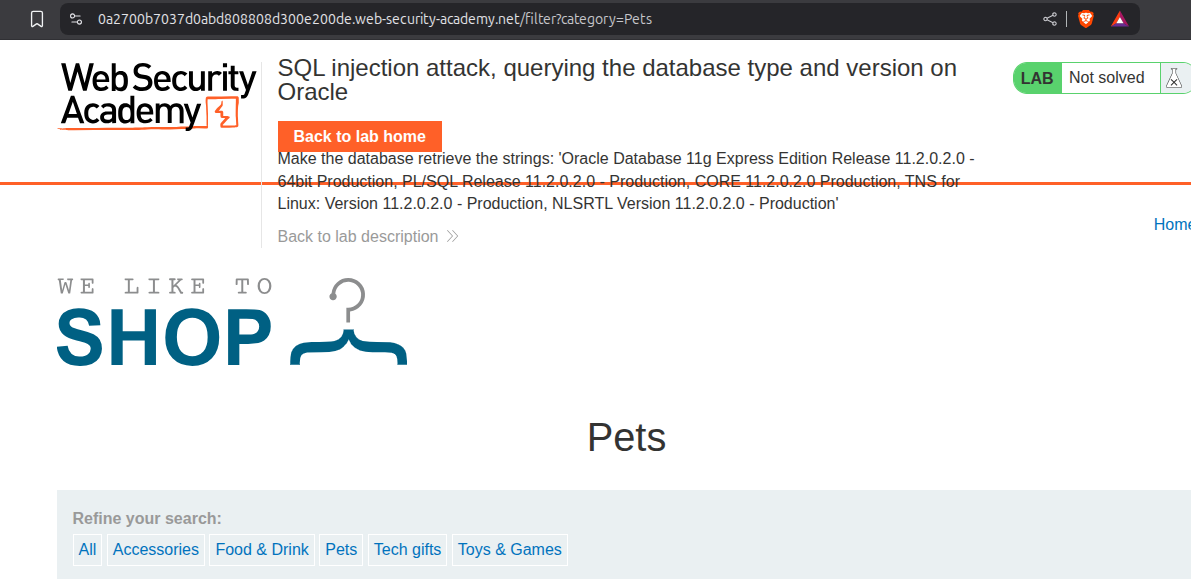 0a2700b7037d0abd808808d300e200de.web-security-academy.net/filter?category=Pets
Web Security
Academy
SQL injection attack, querying the database type and version on
Oracle
LAB Not solved
Back to lab home
Make the database retrieve the strings: 'Oracle Database 11g Express Edition Release 11.2.0.2.0 -
64bit Production, PL/SQL Release 11.2.0.2.0 - Production, CORE 11.2.0.2.0 Production, TNS for
Linux: Version 11.2.0.2.0 - Production, NLSRTL Version 11.2.0.2.0 - Production'
Home
Back to lab description
WE LIKE TO
SHOP
Pets
Refine your search:
All Accessories Food & Drink Pets Tech gifts Toys & Games